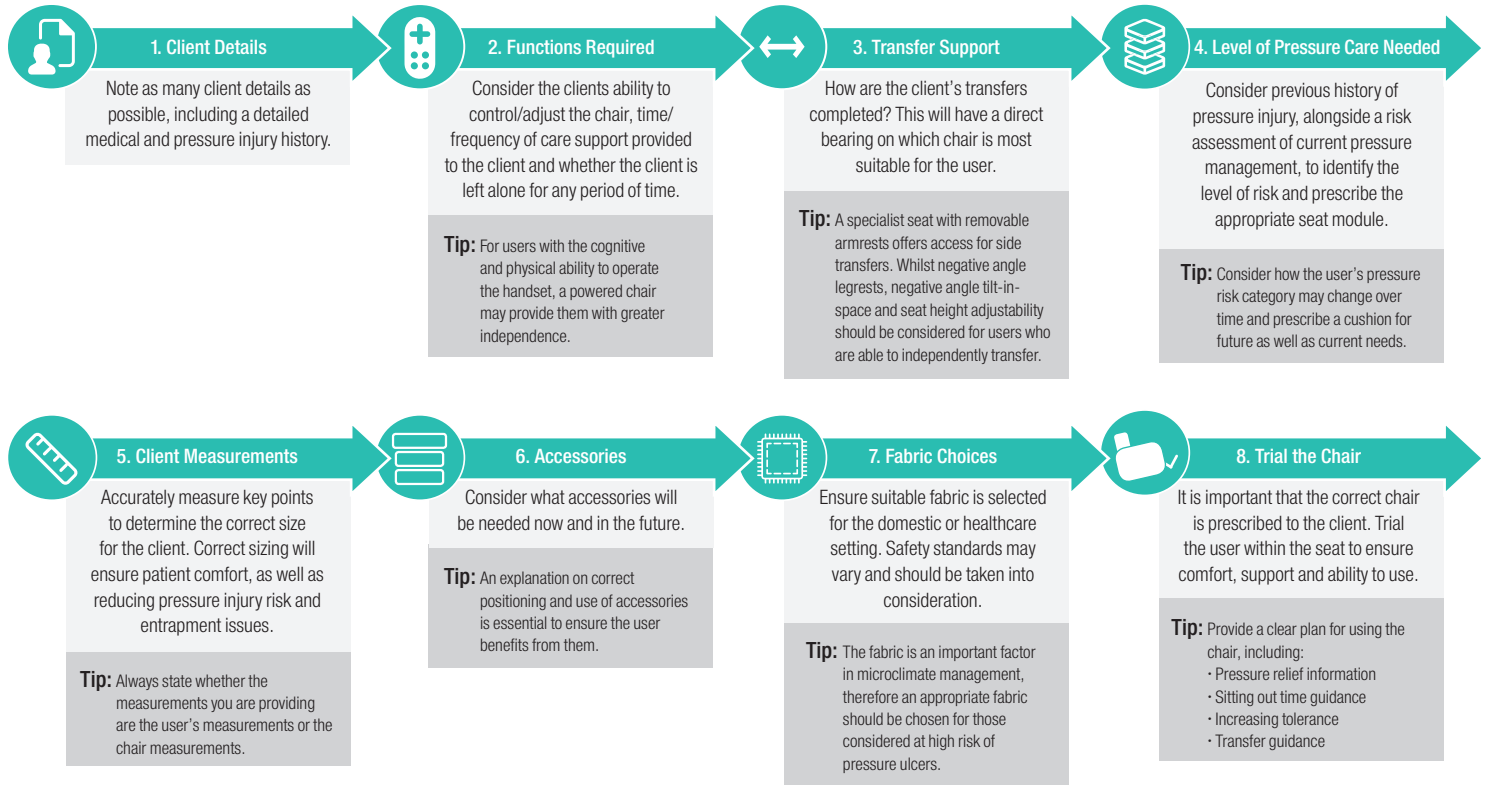 1. Client Details
Note as many client details as
possible, including a detailed
medical and pressure injury history.
2. Functions Required
Consider the clients ability to
control/adjust the chair, time/
frequency of care support provided
to the client and whether the client is
left alone for any period of time.
Tip: For users with the cognitive
and physical ability to operate
the handset, a powered chair
may provide them with greater
independence.
3. Transfer Support
How are the client's transfers
completed? This will have a direct
bearing on which chair is most
suitable for the user.
Tip: A specialist seat with removable
armrests offers access for side
transfers. Whilst negative angle
legrests, negative angle tilt-in-
space and seat height adjustability
should be considered for users who
are able to independently transfer.
4. Level of Pressure Care Needed
Consider previous history of
pressure injury, alongside a risk
assessment of current pressure
management, to identify the
level of risk and prescribe the
appropriate seat module.
Tip: Consider how the user's pressure
risk category may change over
time and prescribe a cushion for
future as well as current needs.
5. Client Measurements
Accurately measure key points
to determine the correct size
for the client. Correct sizing will
ensure patient comfort, as well as
reducing pressure injury risk and
entrapment issues.
Tip: Always state whether the
measurements you are providing
are the user's measurements or the
chair measurements.
6. Accessories
Consider what accessories will
be needed now and in the future.
Tip: An explanation on correct
positioning and use of accessories
is essential to ensure the user
benefits from them.
7. Fabric Choices
Ensure suitable fabric is selected
for the domestic or healthcare
setting. Safety standards may
vary and should be taken into
consideration.
Tip: The fabric is an important factor
in microclimate management,
therefore an appropriate fabric
should be chosen for those
considered at high risk of
pressure ulcers.
8. Trial the Chair
It is important that the correct chair
is prescribed to the client. Trial
the user within the seat to ensure
comfort, support and ability to use.
Tip: Provide a clear plan for using the
chair, including:
· Pressure relief information
· Sitting out time guidance
· Increasing tolerance
· Transfer guidance